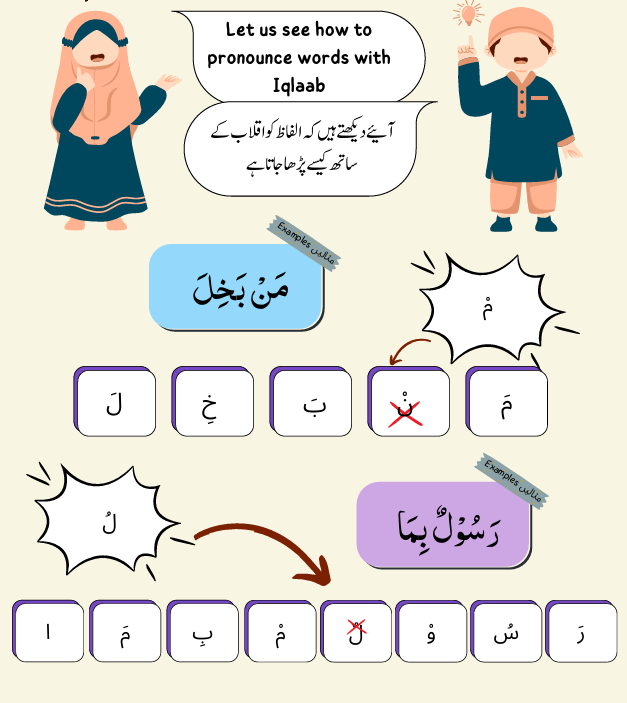 Let us see how to
pronounce words with
Iqlaab
آئیے دیکھتے ہیں کہ الفاظ کو اقلاب کے
ساتھ کیسے پڑھا جاتا ہے
Examples مثالیں
مَنْ بَخِلَ
مْ
مَ نْ بَ خِ لَ
Examples مثالیں
رَسُوْلٌ بِمَا
لُ
رَ سُ وْ لٌ مْ بِ مَ ا